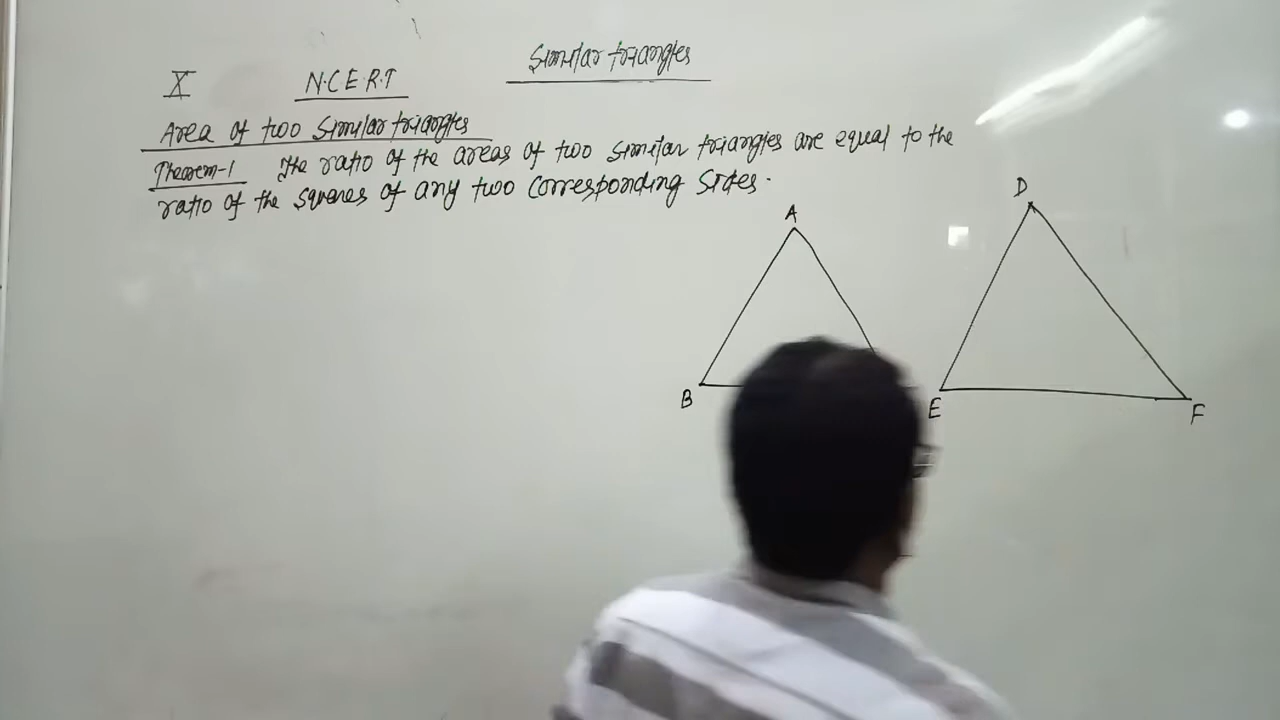 Similar triangles
X N.C.E.R.T
Area of two Similar triangles
Theorem-1 The ratio of the areas of two similar triangles are equal to the
ratio of the squares of any two Corresponding Sides.
A
D
B
E
F